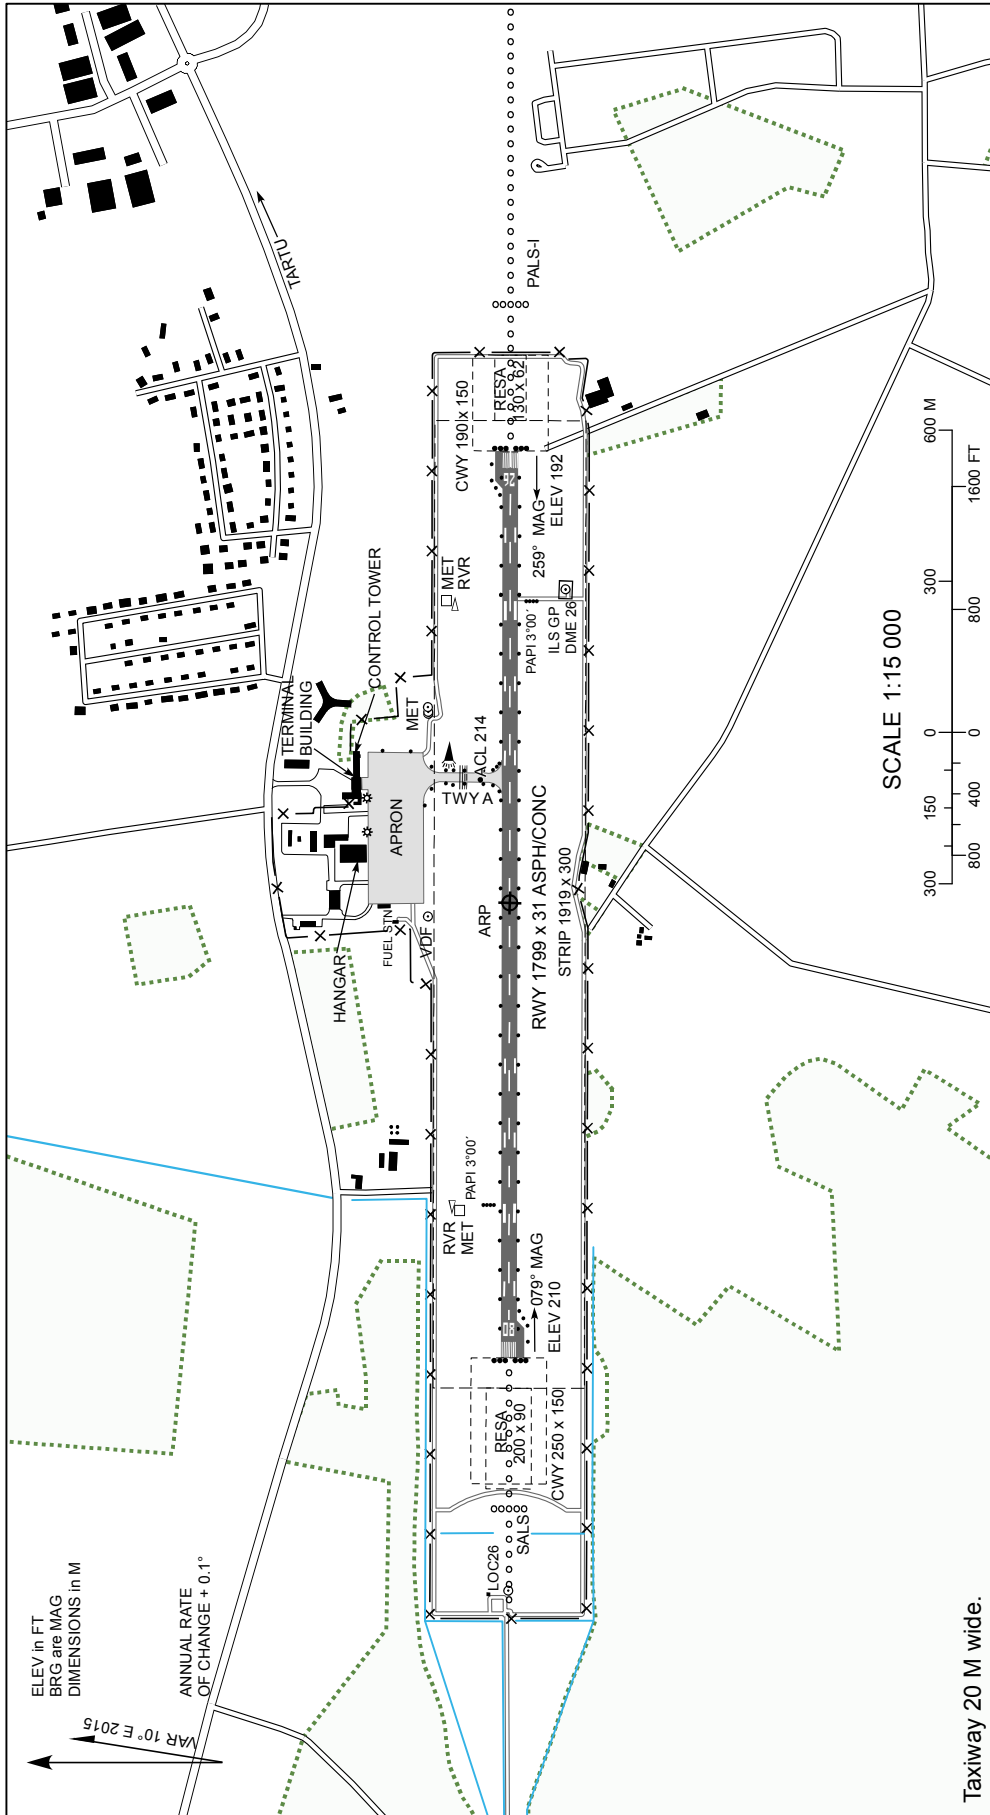 ELEV in FT
BRG are MAG
DIMENSIONS in M
VAR 10° E 2015
ANNUAL RATE
OF CHANGE + 0.1°
TARTU
TERMINAL
BUILDING
CONTROL TOWER
HANGAR
FUEL STN
VDF
APRON
MET
MET
RVR
TWY A
ACL 214
CWY 190 x 150
RESA
130 x 62
PALS-I
26
259° MAG
ELEV 192
PAPI 3°00´
ILS GP
DME 26
ARP
RWY 1799 x 31 ASPH/CONC
STRIP 1919 x 300
RVR
MET
PAPI 3°00´
08
079° MAG
ELEV 210
RESA
200 x 90
CWY 250 x 150
SALS
LOC26
SCALE 1:15 000
300 150 0 300 600 M
800 400 0 800 1600 FT
Taxiway 20 M wide.